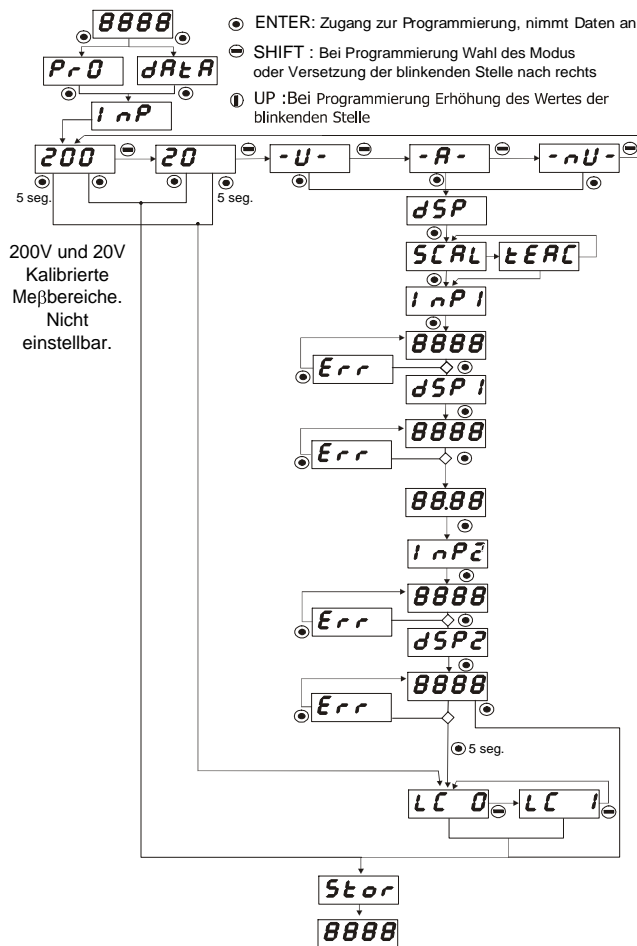 8888
ENTER: Zugang zur Programmierung, nimmt Daten an
Pr0 dAtA
SHIFT : Bei Programmierung Wahl des Modus
oder Versetzung der blinkenden Stelle nach rechts
InP
UP :Bei Programmierung Erhöhung des Wertes der
blinkenden Stelle
200 20 -U- -A- -nU-
5 seg. 5 seg.
dSP
200V und 20V
Kalibrierte
Meβbereiche.
Nicht
einstellbar.
SCAL tEAC
InP1
8888
Err
dSP1
8888
Err
88.88
InP2
8888
Err
dSP2
8888
Err
5 seg.
LC 0 LC 1
Stor
8888